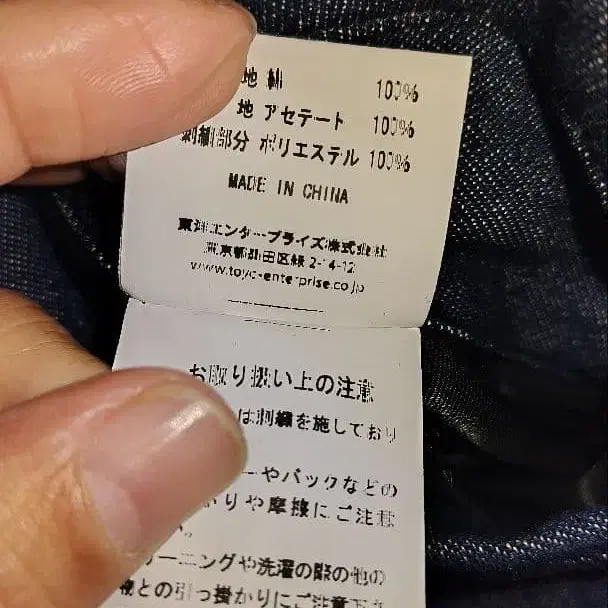 地 綿 100%
地 アセテート 100%
刺繍部分 ポリエステル 100%
MADE IN CHINA
東洋エンタープライズ株式会社
東京都墨田区緑 2-14-12
www.toyo-enterprise.co.jp
お取り扱い上の注意
は刺繍を施しており
ーやバックなどの
かりや摩擦にご注意
い。
ーニングや洗濯の際の他の
物との引っ掛かりにご注意下さ